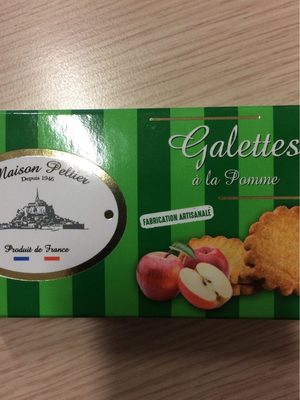 Maison Peltier
Depuis 1946
Produit de France
Galettes
à la Pomme
FABRICATION ARTISANALE